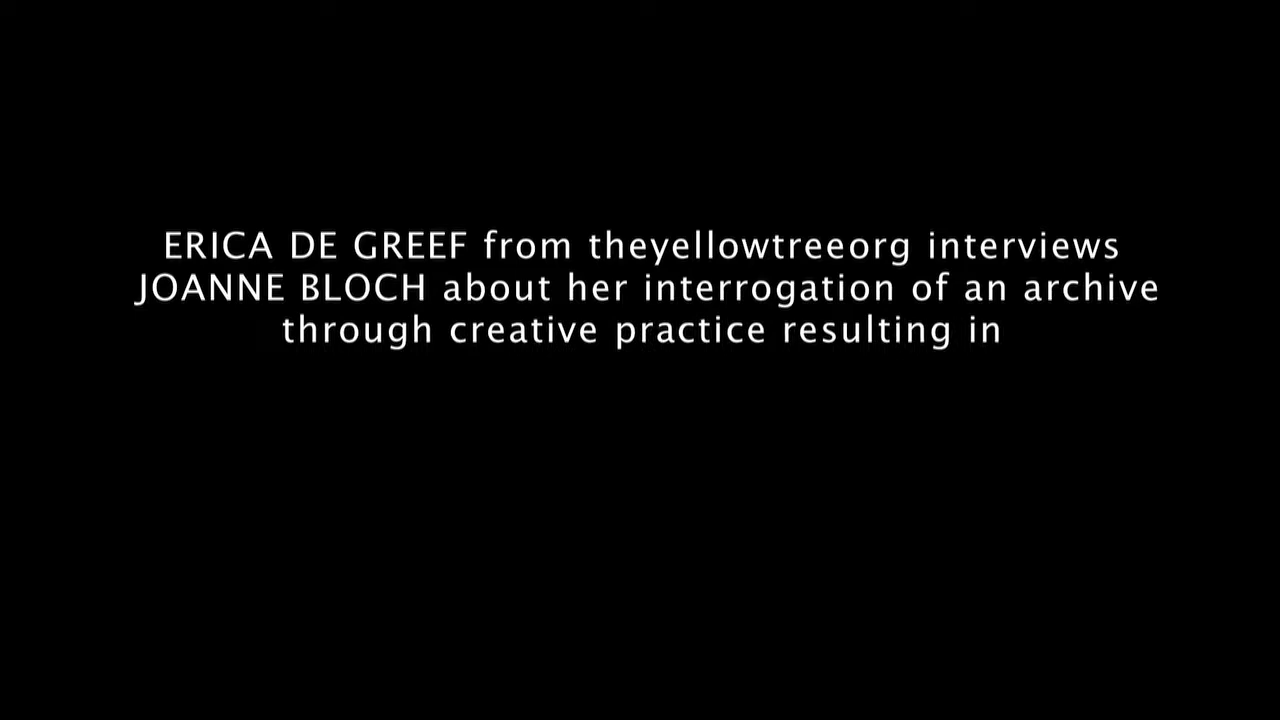 ERICA DE GREEF from theyellowtreeorg interviews
JOANNE BLOCH about her interrogation of an archive
through creative practice resulting in